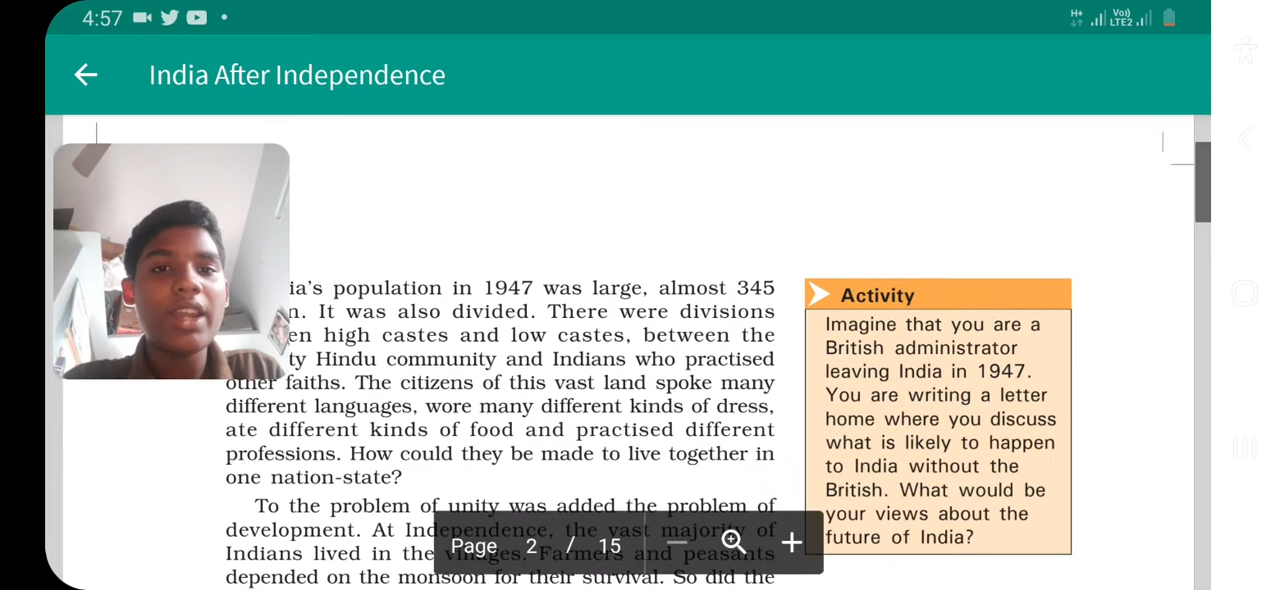 4:57
H+
Vo)) LTE2
India After Independence
ia's population in 1947 was large, almost 345
n. It was also divided. There were divisions
en high castes and low castes, between the
ty Hindu community and Indians who practised
other faiths. The citizens of this vast land spoke many
different languages, wore many different kinds of dress,
ate different kinds of food and practised different
professions. How could they be made to live together in
one nation-state?
To the problem of unity was added the problem of
development. At Independence, the vast majority of
Indians lived in the villages. Farmers and peasants
depended on the monsoon for their survival. So did the
Activity
Imagine that you are a
British administrator
leaving India in 1947.
You are writing a letter
home where you discuss
what is likely to happen
to India without the
British. What would be
your views about the
future of India?
Page 2 / 15